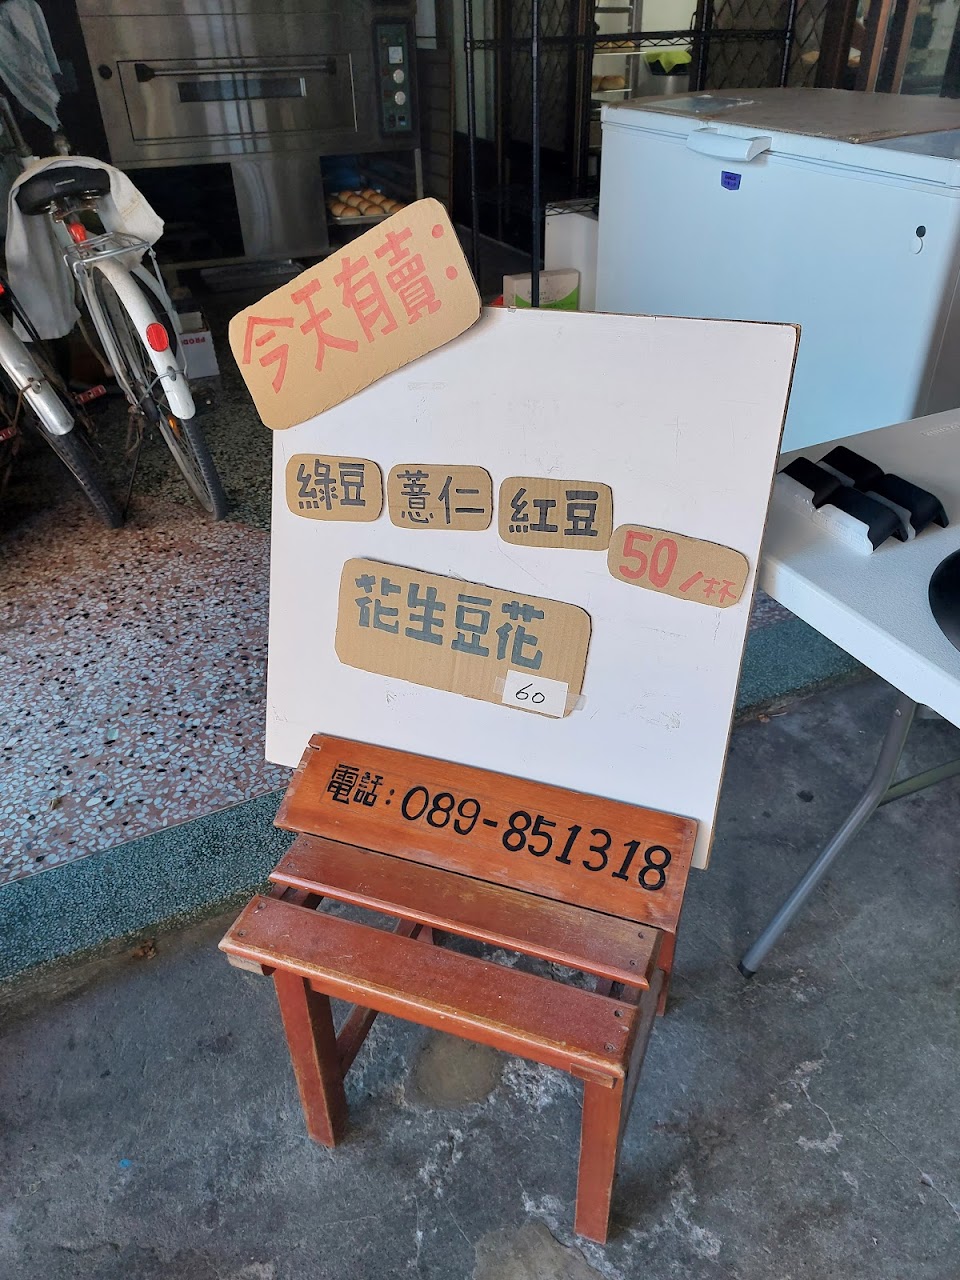 今天有賣:
綠豆 薏仁 紅豆 50/杯
花生豆花
60
電話:089-851318